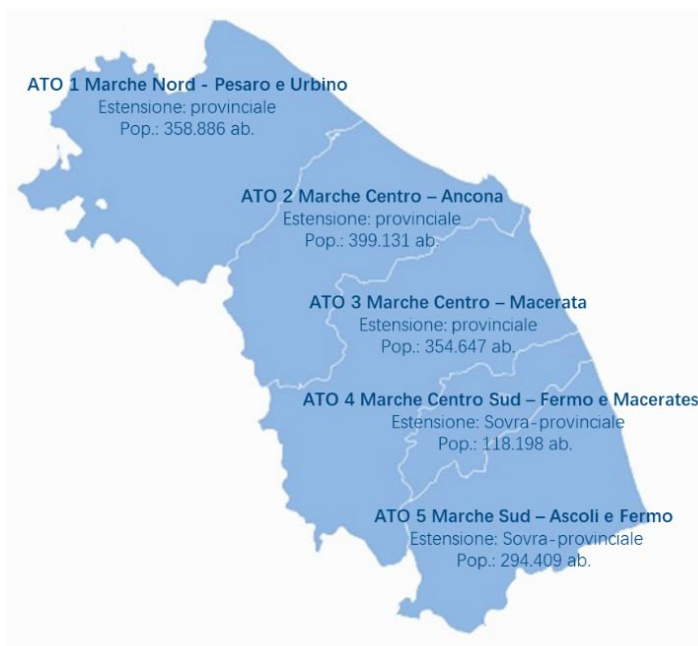 ATO 1 Marche Nord - Pesaro e Urbino
Estensione: provinciale
Pop.: 358.886 ab.
ATO 2 Marche Centro – Ancona
Estensione: provinciale
Pop.: 399.131 ab.
ATO 3 Marche Centro – Macerata
Estensione: provinciale
Pop.: 354.647 ab.
ATO 4 Marche Centro Sud – Fermo e Macerates
Estensione: Sovra-provinciale
Pop.: 118.198 ab.
ATO 5 Marche Sud – Ascoli e Fermo
Estensione: Sovra-provinciale
Pop.: 294.409 ab.